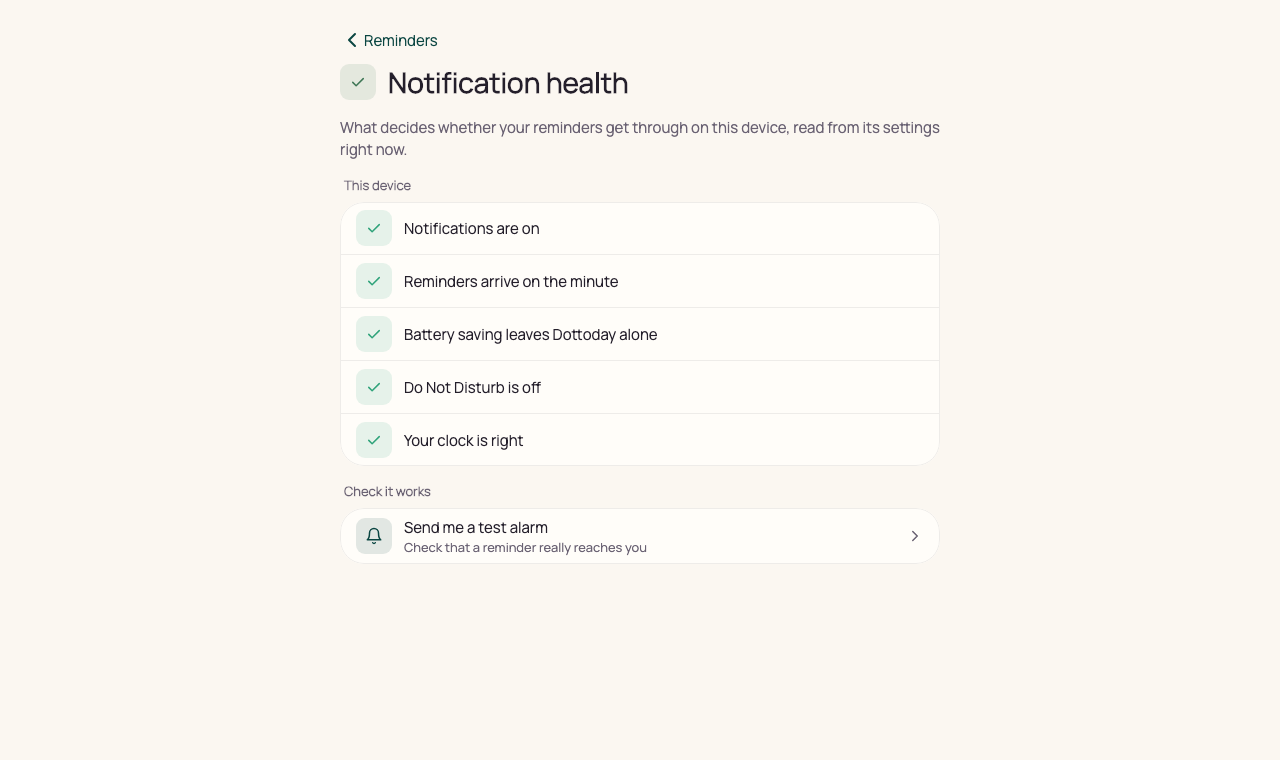 Reminders
Notification health
What decides whether your reminders get through on this device, read from its settings
right now.
This device
Notifications are on
Reminders arrive on the minute
Battery saving leaves Dottoday alone
Do Not Disturb is off
Your clock is right
Check it works
Send me a test alarm
Check that a reminder really reaches you